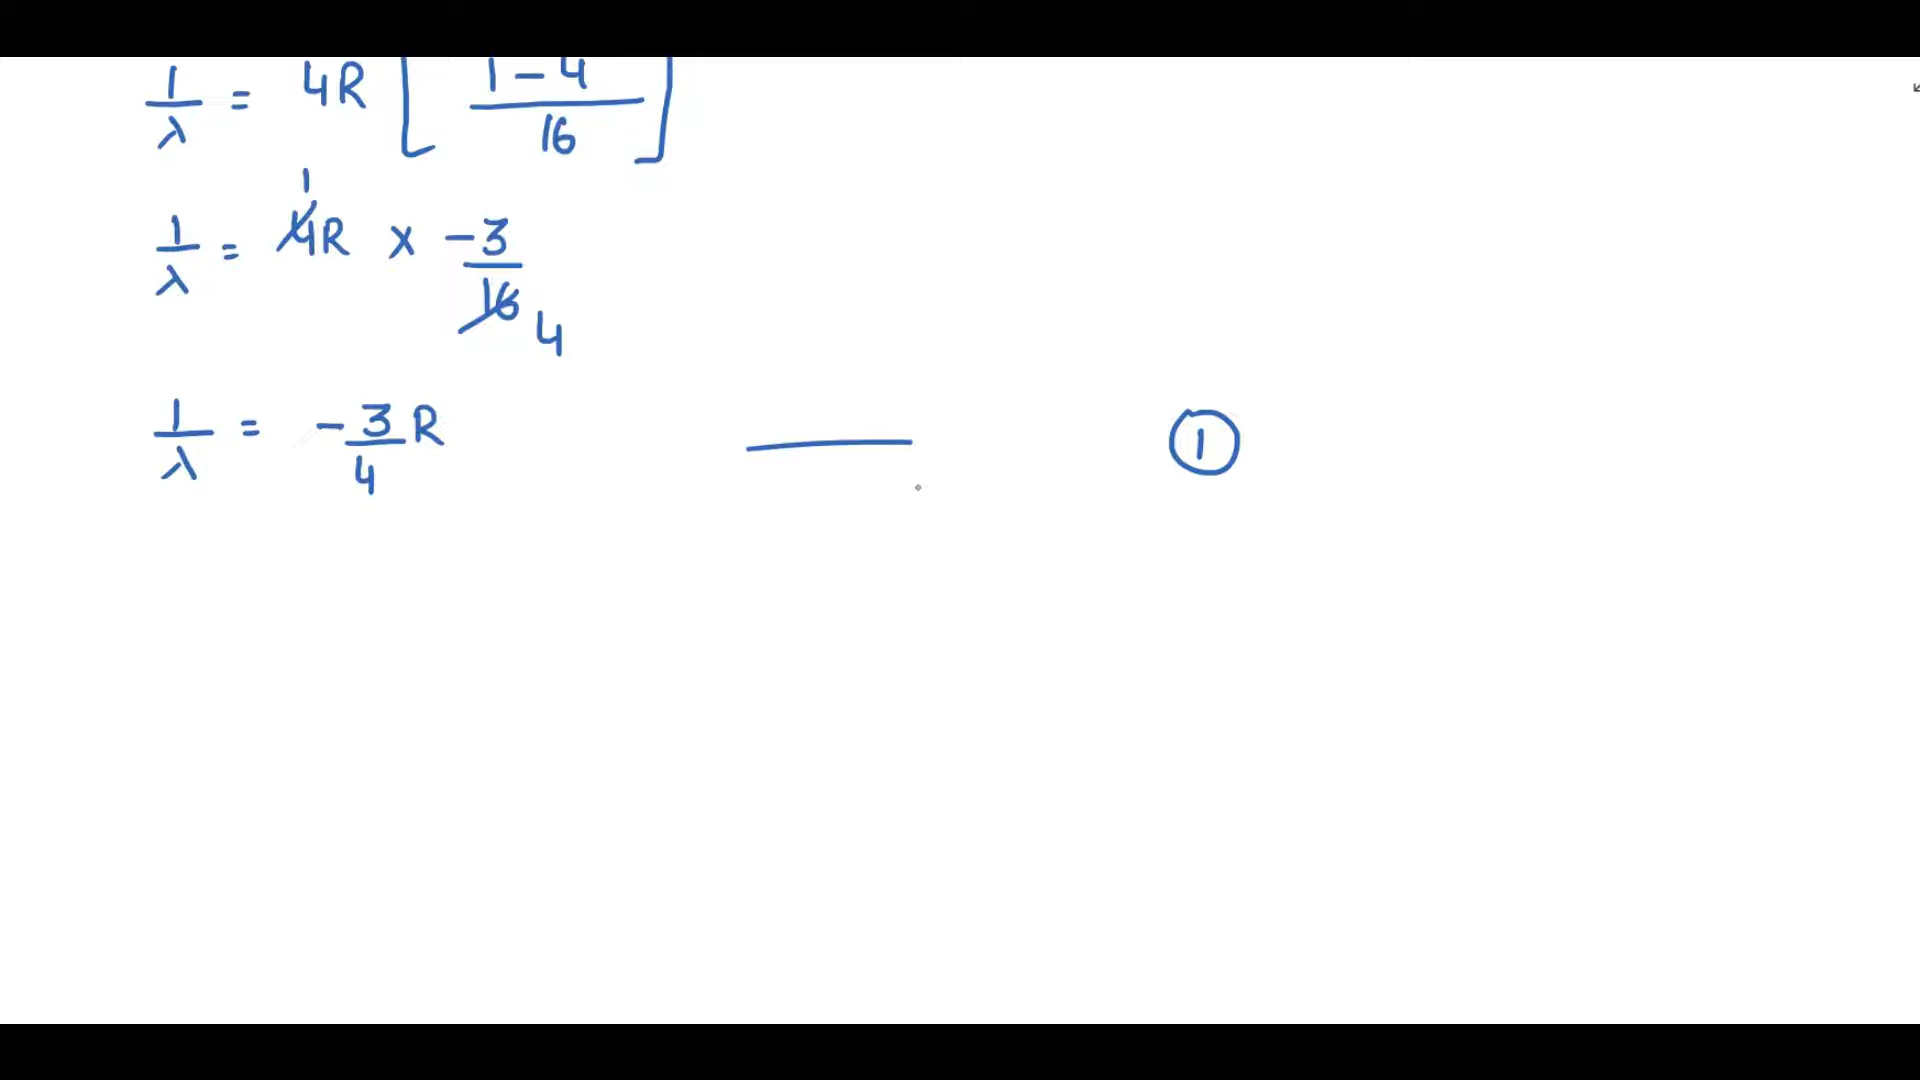 1/λ = 4R [ (1 - 4)/16 ]
1
1/λ = 4R × -3/16
4
1/λ = -3/4 R ——— ①